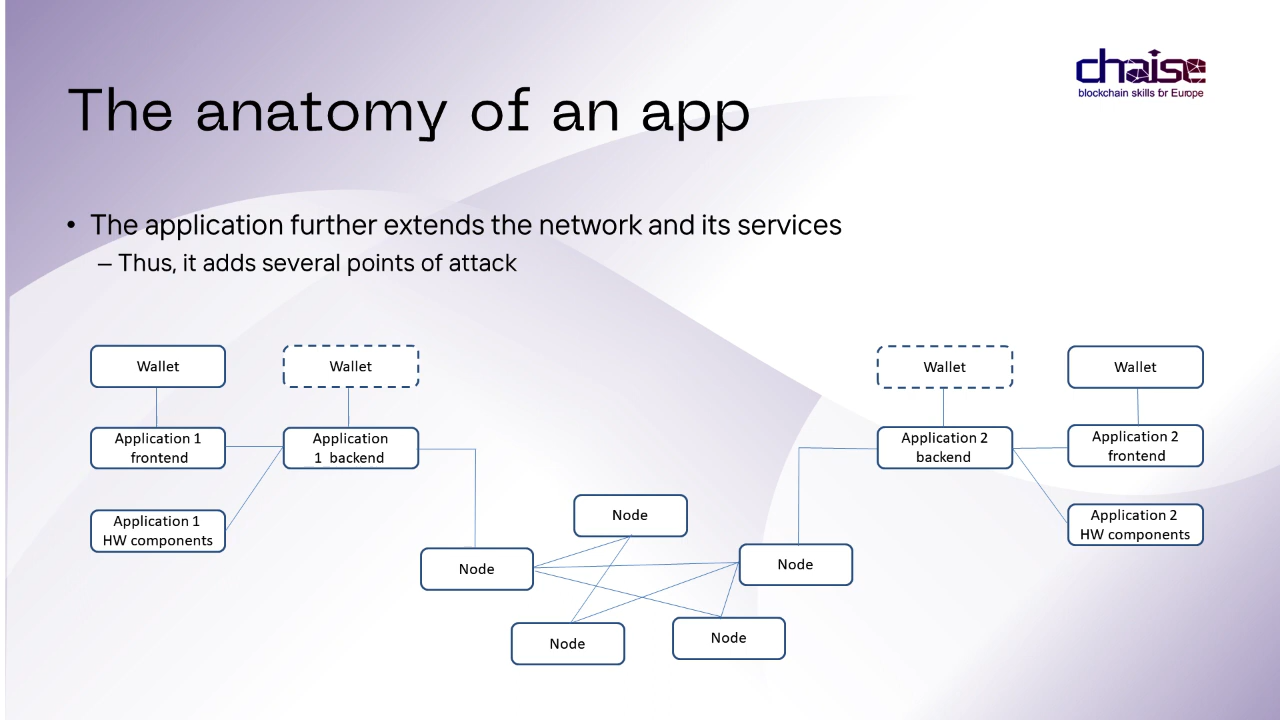 chaise
blockchain skills for Europe
The anatomy of an app
• The application further extends the network and its services
– Thus, it adds several points of attack
Wallet
Wallet
Wallet
Wallet
Application 1
frontend
Application
1 backend
Application 2
backend
Application 2
frontend
Application 1
HW components
Application 2
HW components
Node
Node
Node
Node
Node